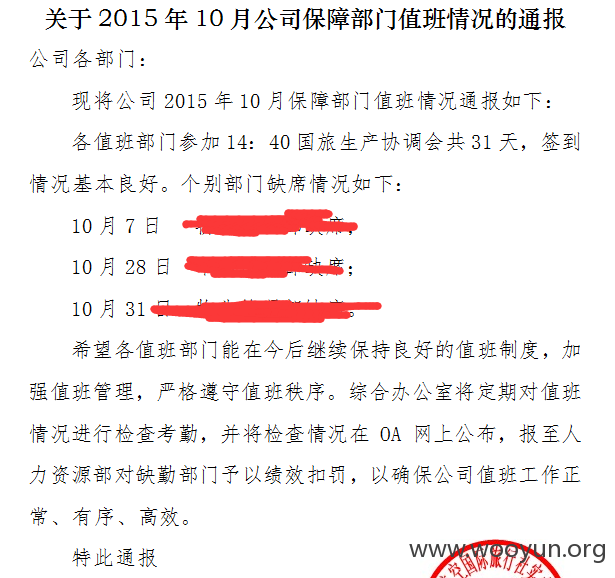 关于 2015 年 10 月公司保障部门值班情况的通报
公司各部门：
现将公司 2015 年 10 月保障部门值班情况通报如下：
各值班部门参加 14：40 国旅生产协调会共 31 天，签到
情况基本良好。个别部门缺席情况如下：
10 月 7 日 缺席；
10 月 28 日 缺席；
10 月 31 日
希望各值班部门能在今后继续保持良好的值班制度，加
强值班管理，严格遵守值班秩序。综合办公室将定期对值班
情况进行检查考勤，并将检查情况在 OA 网上公布，报至人
力资源部对缺勤部门予以绩效扣罚，以确保公司值班工作正
常、有序、高效。
特此通报
www.wooyun.org
空国际旅行社